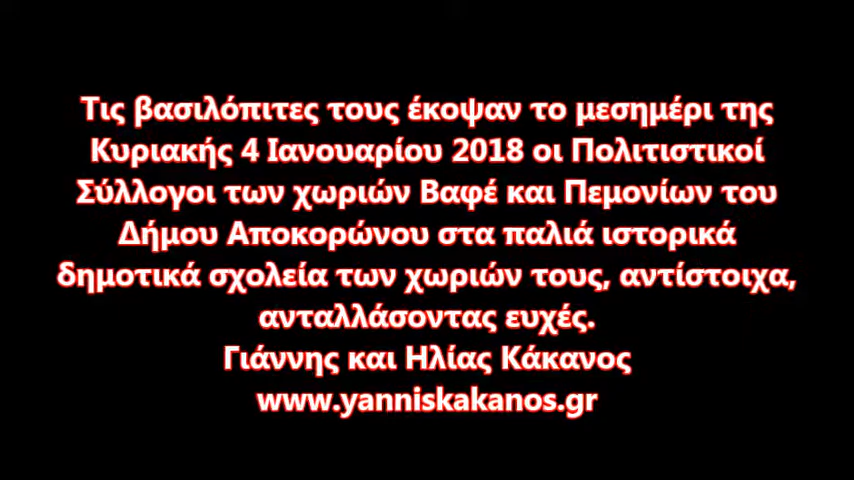 Τις βασιλόπιτες τους έκοψαν το μεσημέρι της
Κυριακής 4 Ιανουαρίου 2018 οι Πολιτιστικοί
Σύλλογοι των χωριών Βαφέ και Πεμονίων του
Δήμου Αποκορώνου στα παλιά ιστορικά
δημοτικά σχολεία των χωριών τους, αντίστοιχα,
ανταλλάσοντας ευχές.
Γιάννης και Ηλίας Κάκανος
www.yanniskakanos.gr